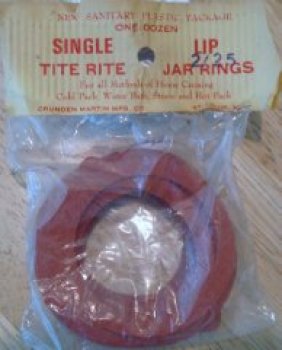 NEW SANITARY PLASTIC PACKAGE
ONE DOZEN
SINGLE LIP
2/25
TITE RITE JAR RINGS
For all Methods of Home Canning
Cold Pack, Water Bath, Steam and Hot Pack
CRUNDEN MARTIN MFG. CO.